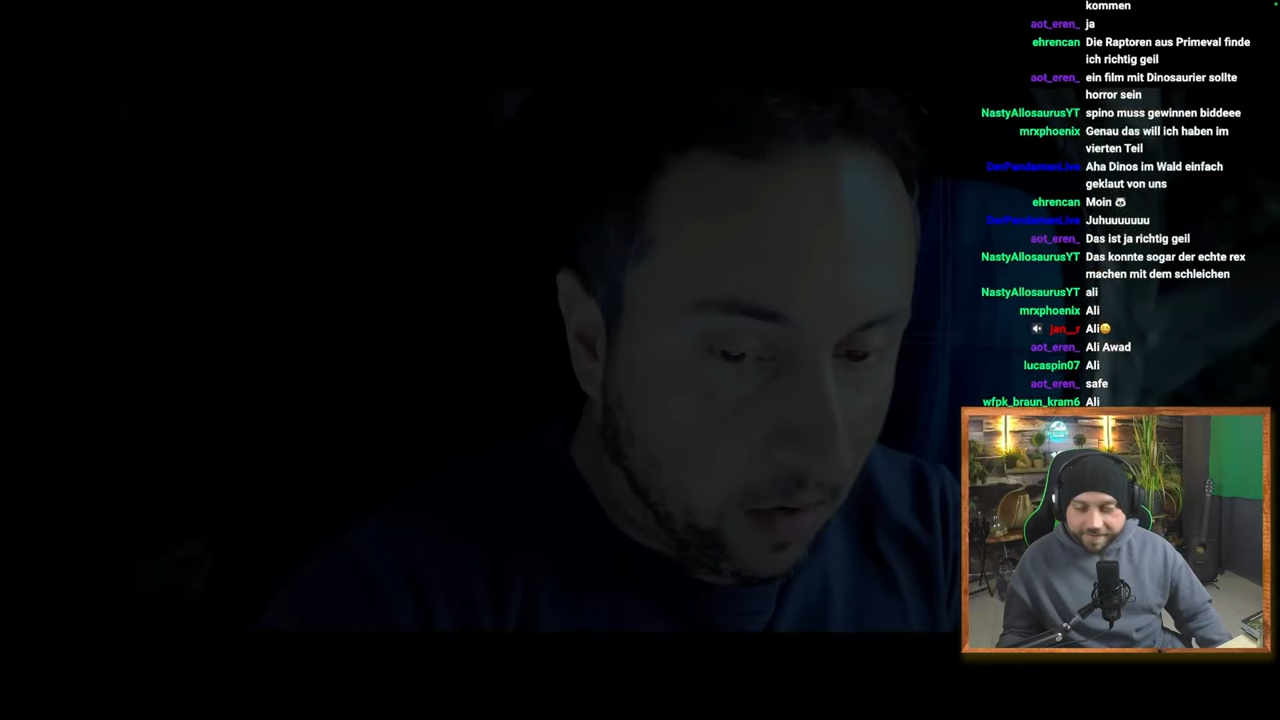 kommen
aot_eren_ ja
ehrencan Die Raptoren aus Primeval finde
ich richtig geil
aot_eren_ ein film mit Dinosaurier sollte
horror sein
NastyAllosaurusYT spino muss gewinnen biddeee
mrxphoenix Genau das will ich haben im
vierten Teil
DerPandamanLive Aha Dinos im Wald einfach
geklaut von uns
ehrencan Moin 🐼
DerPandamanLive Juhuuuuuuu
aot_eren_ Das ist ja richtig geil
NastyAllosaurusYT Das konnte sogar der echte rex
machen mit dem schleichen
NastyAllosaurusYT ali
mrxphoenix Ali
jan__r Ali😄
aot_eren_ Ali Awad
lucaspin07 Ali
aot_eren_ safe
wfpk_braun_kram6 Ali